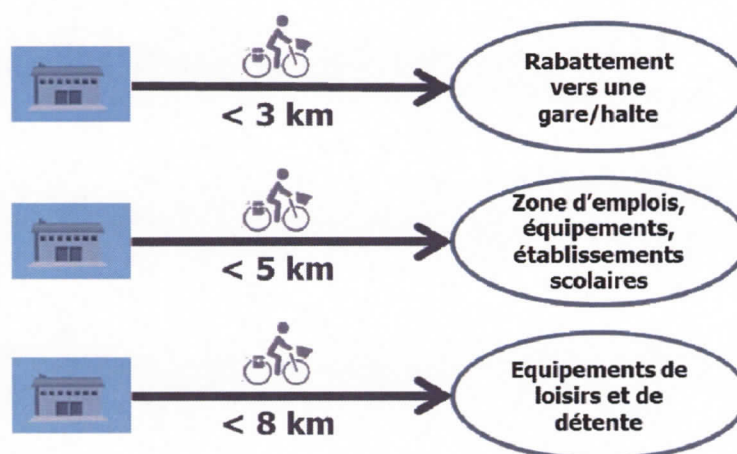 Rabattement
vers une
gare/halte
< 3 km
Zone d'emplois,
équipements,
établissements
scolaires
< 5 km
Equipements de
loisirs et de
détente
< 8 km